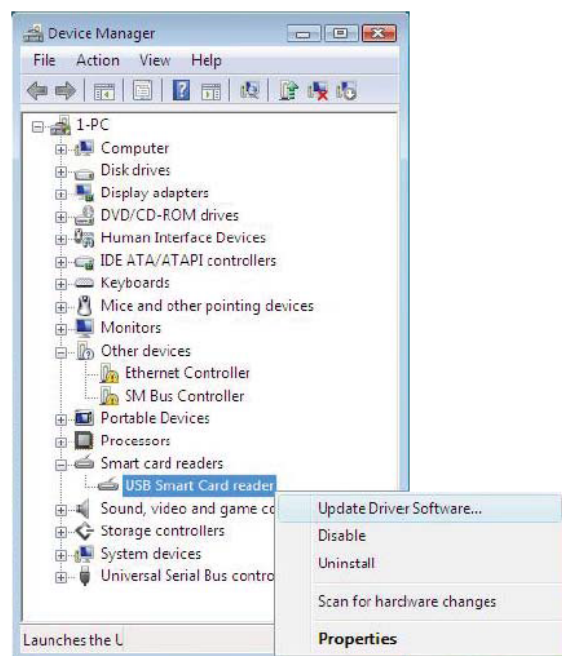 Device Manager
File Action View Help
1-PC
Computer
Disk drives
Display adapters
DVD/CD-ROM drives
Human Interface Devices
IDE ATA/ATAPI controllers
Keyboards
Mice and other pointing devices
Monitors
Other devices
Ethernet Controller
SM Bus Controller
Portable Devices
Processors
Smart card readers
USB Smart Card reader
Sound, video and game co
Storage controllers
System devices
Universal Serial Bus contro
Update Driver Software...
Disable
Uninstall
Scan for hardware changes
Properties
Launches the U